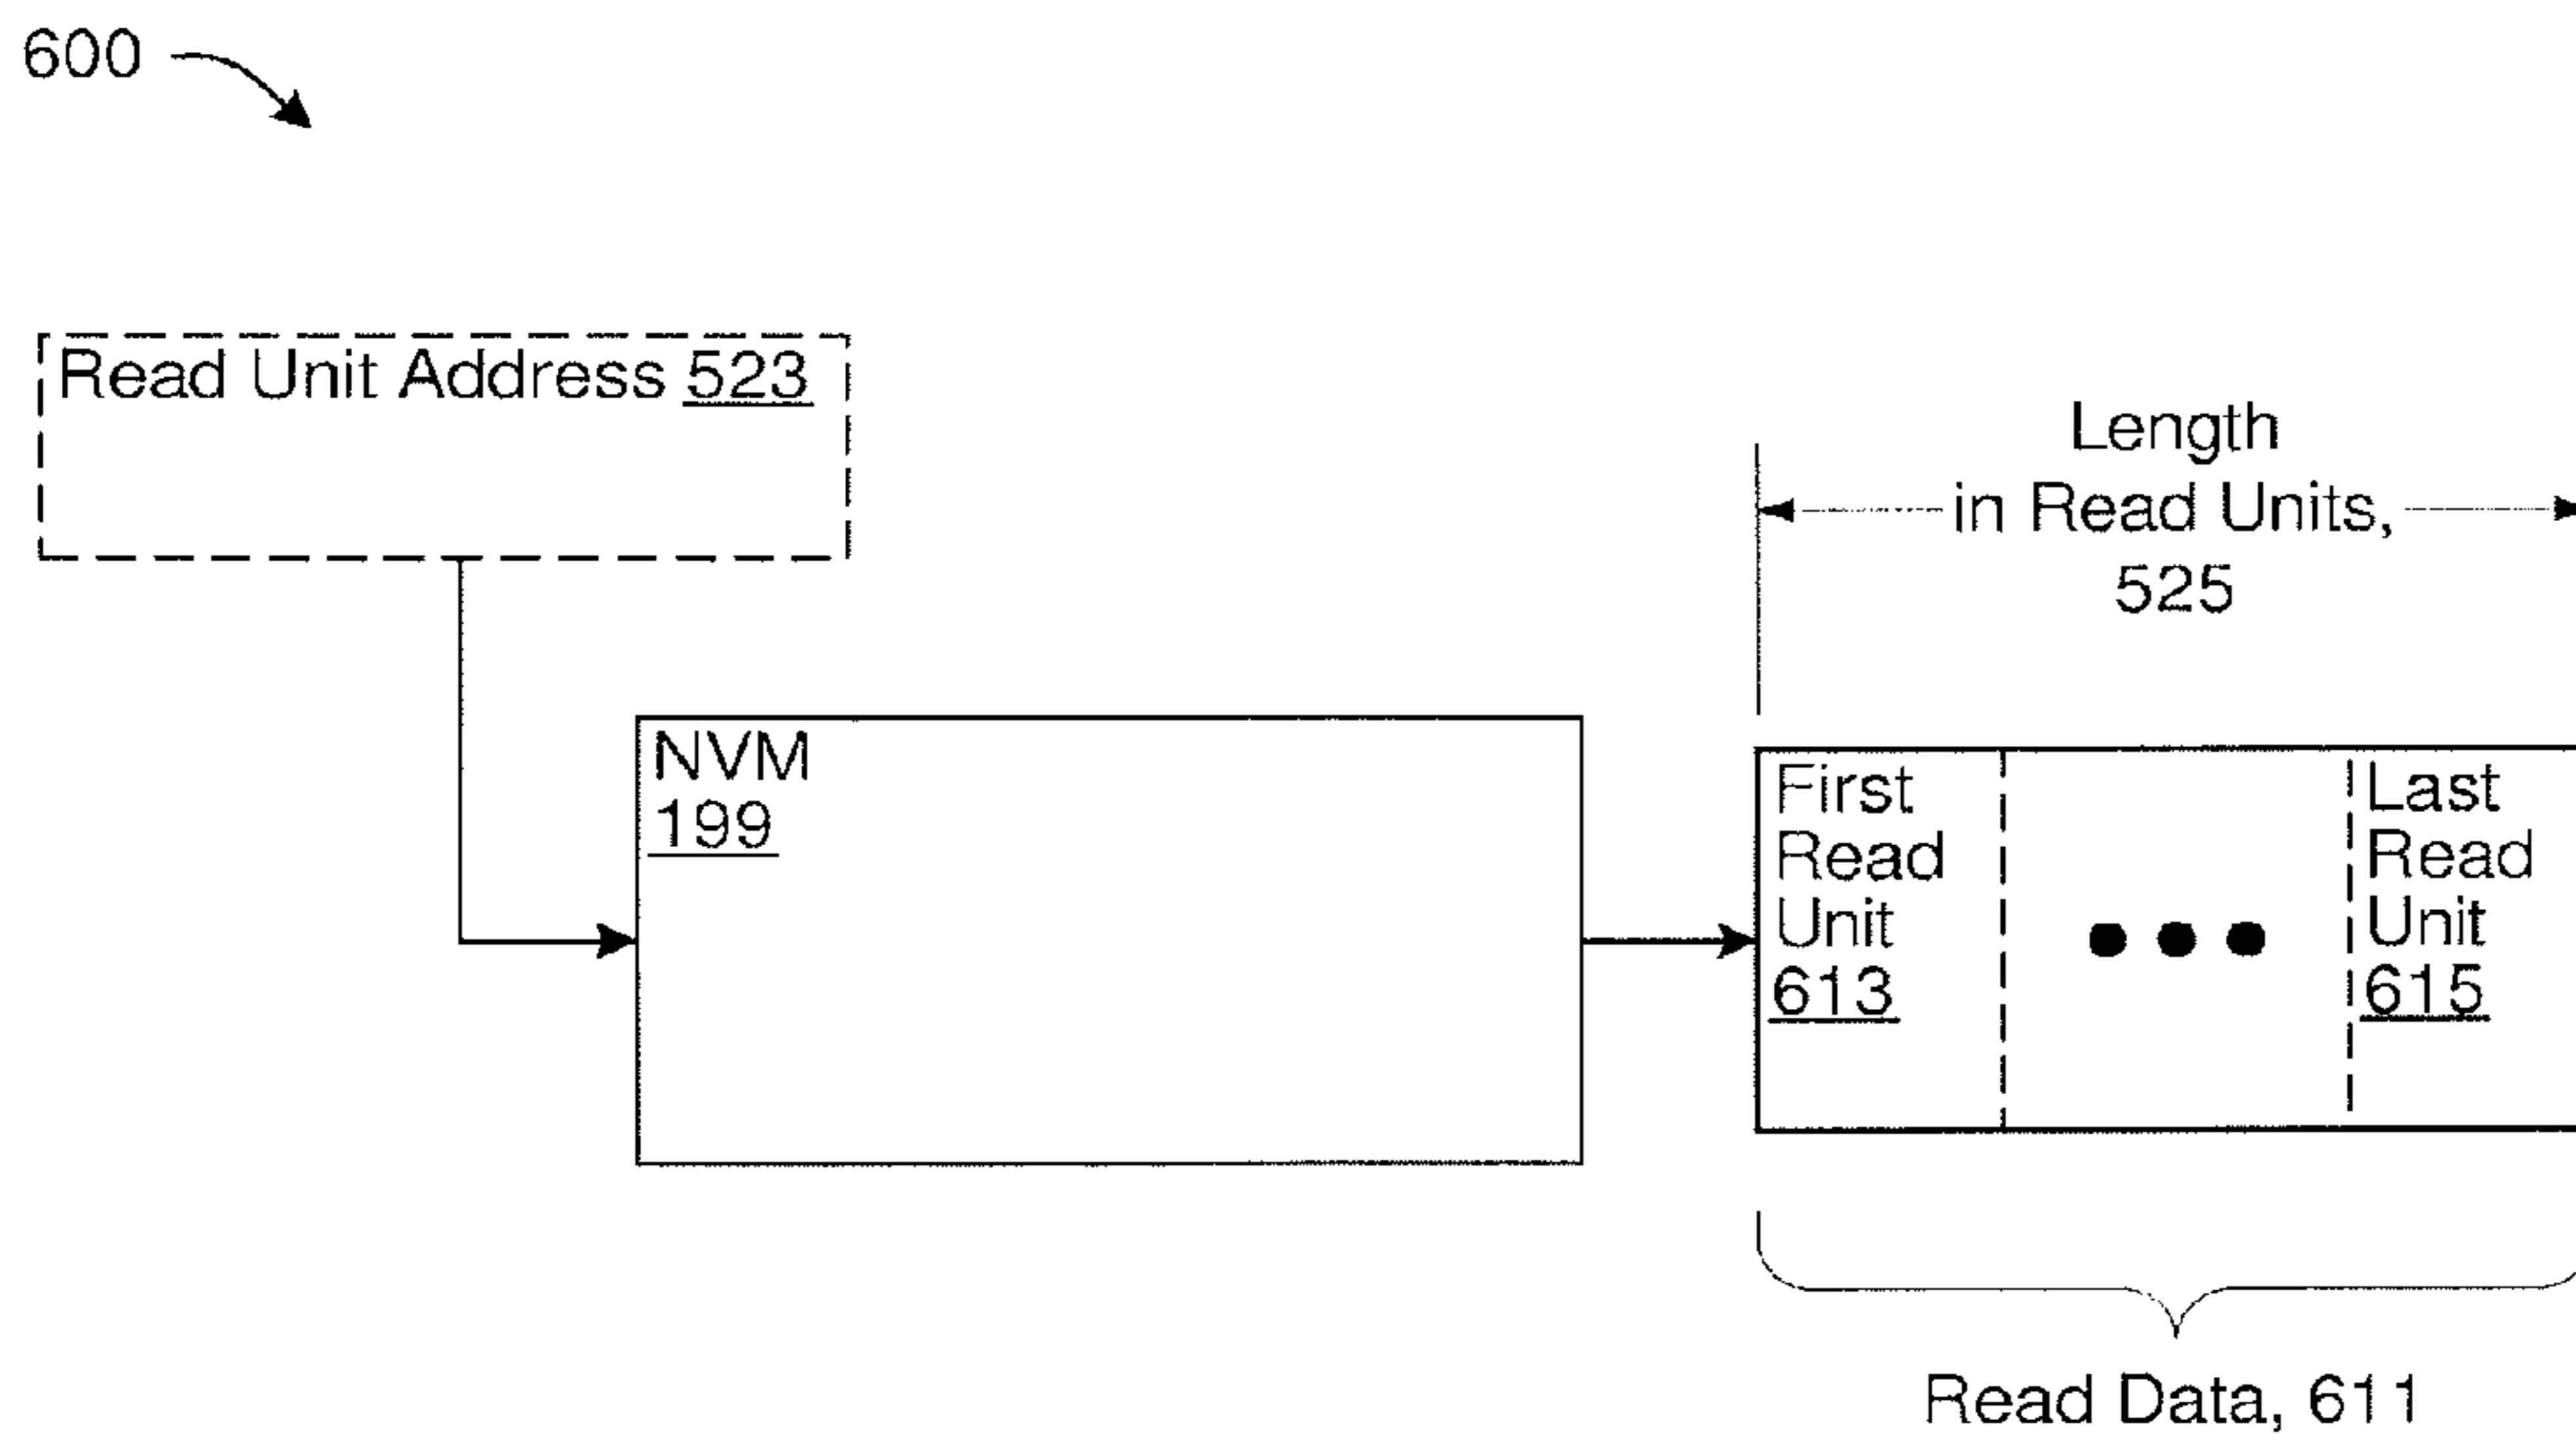 600
Read Unit Address 523
Length
in Read Units,
525
NVM
199
First
Read
Unit
613
Last
Read
Unit
615
Read Data, 611